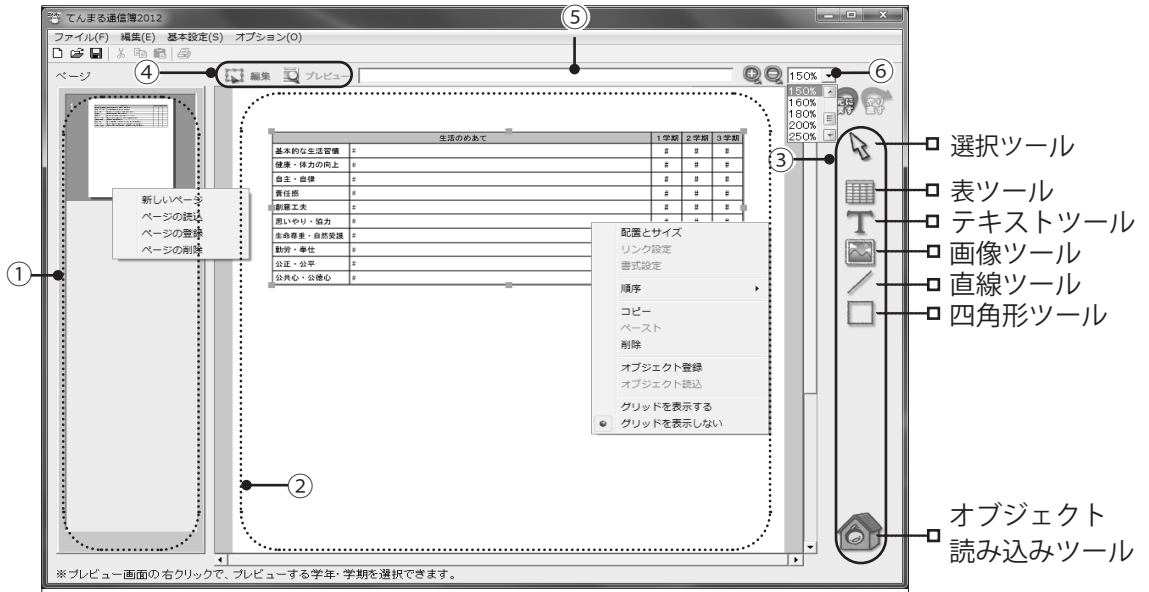 てんまる通信簿2012
⑤
ファイル(F) 編集(E) 基本設定(S) オプション(O)
ページ
④
編集
プレビュー
150%
⑥
150%
160%
180%
200%
250%
③
選択ツール
表ツール
テキストツール
画像ツール
直線ツール
四角形ツール
オブジェクト
読み込みツール
新しいページ
ページの読込
ページの登録
ページの削除
①
生活のめあて 1学期 2学期 3学期
基本的な生活習慣 # # # #
健康・体力の向上 # # # #
自主・自律 # # # #
責任感 # # # #
創意工夫 # # # #
思いやり・協力 # # # #
生命尊重・自然愛護 #
勤労・奉仕 #
公正・公平 #
公共心・公徳心 #
配置とサイズ
リンク設定
書式設定
順序
コピー
ペースト
削除
オブジェクト登録
オブジェクト読込
グリッドを表示する
グリッドを表示しない
②
※プレビュー画面の右クリックで、プレビューする学年・学期を選択できます。